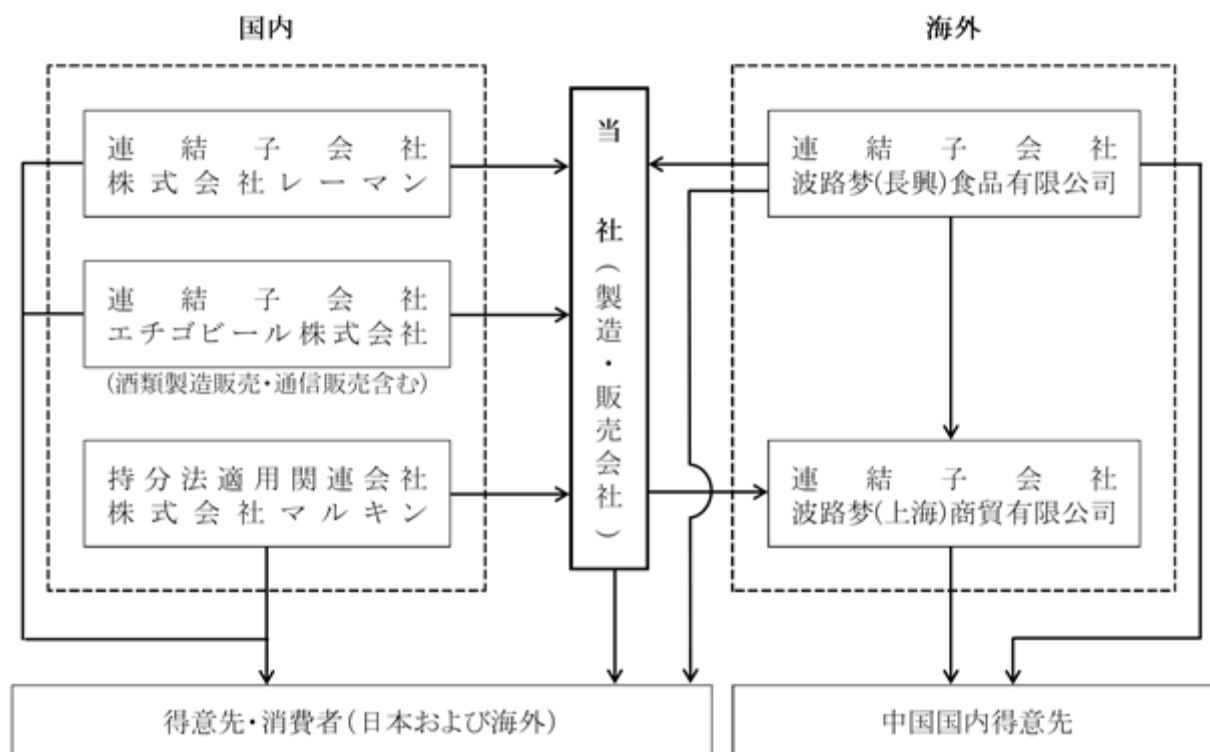 国内
連結子会社
株式会社レーマン
連結子会社
エチゴビール株式会社
(酒類製造販売・通信販売含む)
持分法適用関連会社
株式会社マルキン
当社(製造・販売会社)
海外
連結子会社
波路梦(長興)食品有限公司
連結子会社
波路梦(上海)商貿有限公司
得意先・消費者(日本および海外)
中国国内得意先